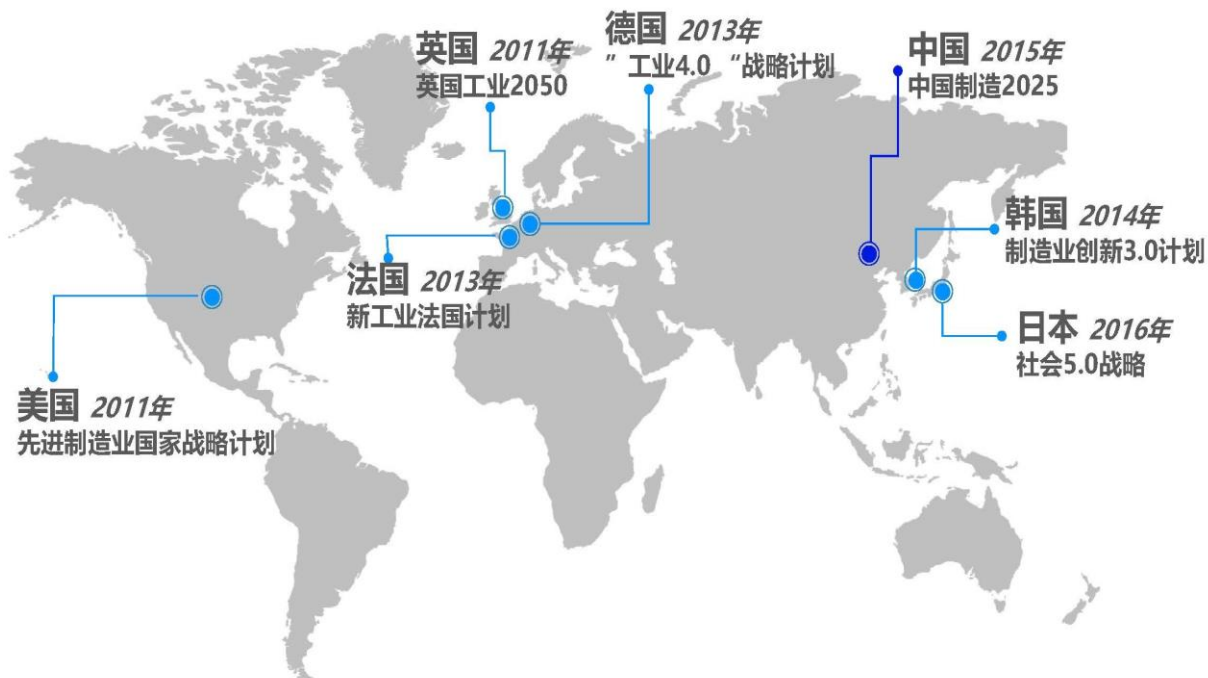 英国 2011年
英国工业2050
德国 2013年
”工业4.0 “战略计划
中国 2015年
中国制造2025
韩国 2014年
制造业创新3.0计划
法国 2013年
新工业法国计划
日本 2016年
社会5.0战略
美国 2011年
先进制造业国家战略计划